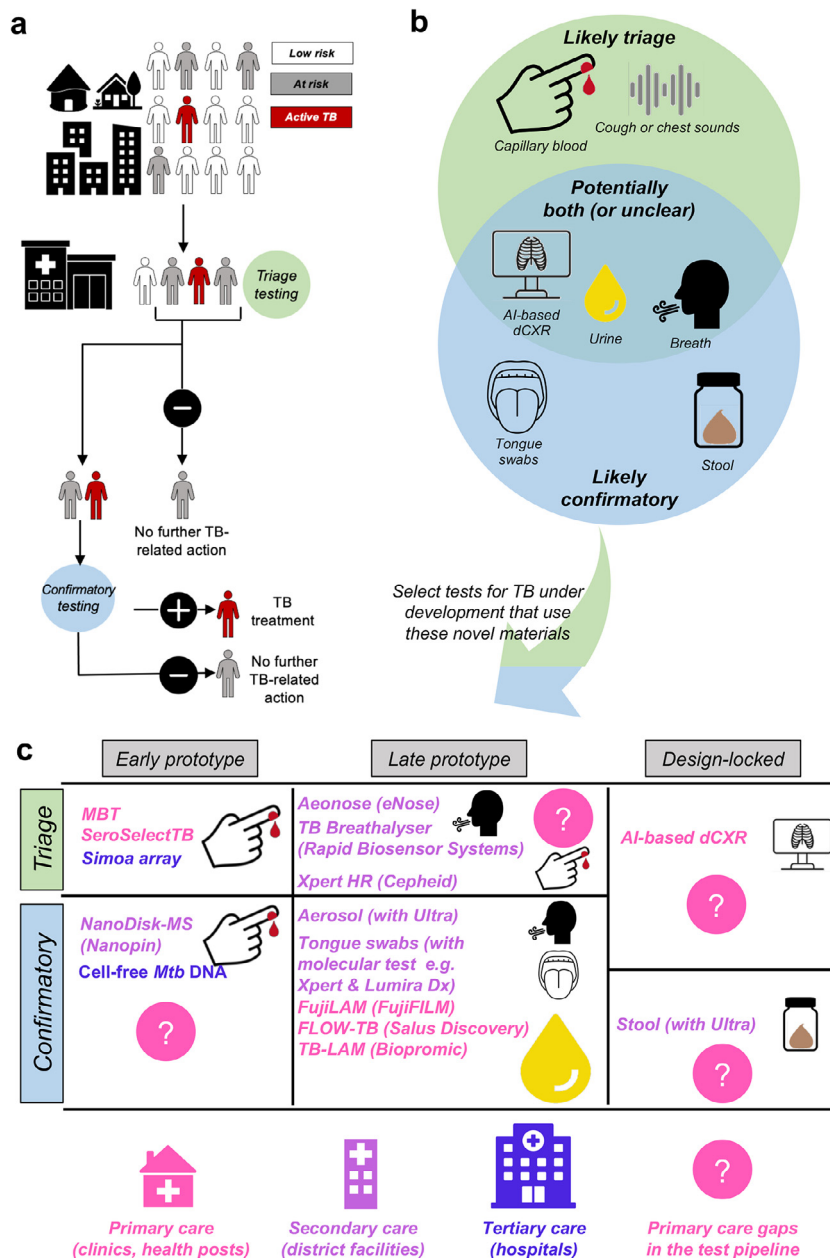 a
Low risk
At risk
Active TB
Triage
testing
−
No further TB-
related action
Confirmatory
testing
+
TB
treatment
−
No further
TB-related
action
b
Likely triage
Capillary blood
Cough or chest sounds
Potentially
both (or unclear)
AI-based
dCXR
Urine
Breath
Tongue
swabs
Stool
Likely
confirmatory
Select tests for TB under
development that use
these novel materials
c
Early prototype
Late prototype
Design-locked
Triage
MBT
SeroSelectTB
Simoa array
Aeonose (eNose)
TB Breathalyser
(Rapid Biosensor Systems)
Xpert HR (Cepheid)
?
AI-based dCXR
?
Confirmatory
NanoDisk-MS
(Nanopin)
Cell-free Mtb DNA
?
Aerosol (with Ultra)
Tongue swabs (with
molecular test e.g.
Xpert & Lumira Dx)
FujiLAM (FujiFILM)
FLOW-TB (Salus Discovery)
TB-LAM (Biopromic)
Stool (with Ultra)
?
Primary care
(clinics, health posts)
Secondary care
(district facilities)
Tertiary care
(hospitals)
?
Primary care gaps
in the test pipeline